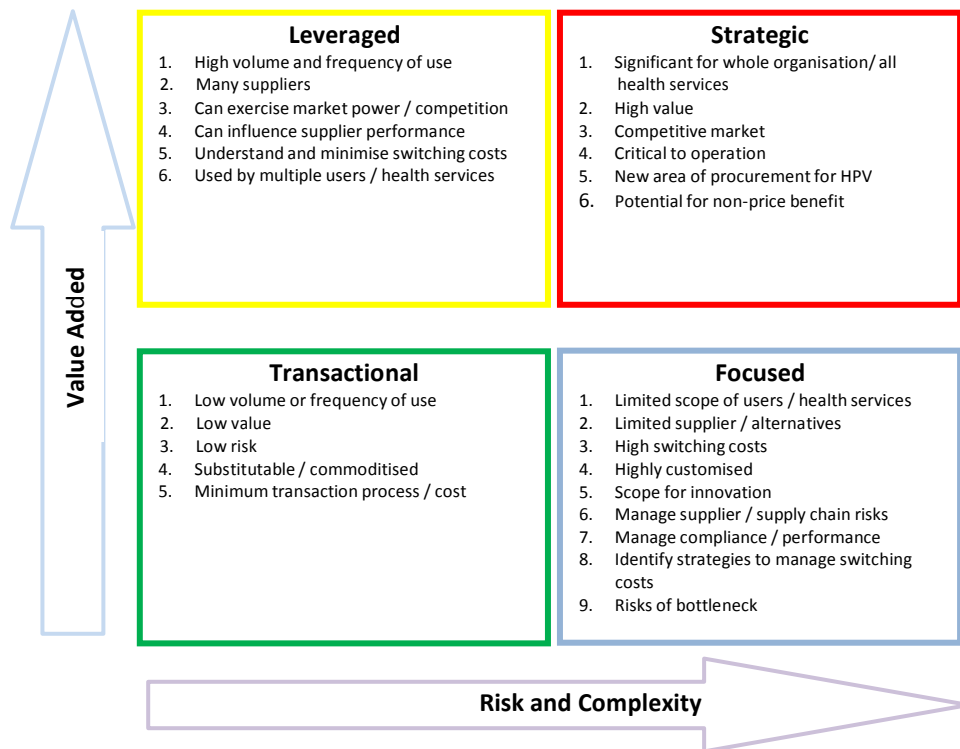 Leveraged
1. High volume and frequency of use
2. Many suppliers
3. Can exercise market power / competition
4. Can influence supplier performance
5. Understand and minimise switching costs
6. Used by multiple users / health services
Strategic
1. Significant for whole organisation/ all
health services
2. High value
3. Competitive market
4. Critical to operation
5. New area of procurement for HPV
6. Potential for non-price benefit
Value Added
Transactional
1. Low volume or frequency of use
2. Low value
3. Low risk
4. Substitutable / commoditised
5. Minimum transaction process / cost
Focused
1. Limited scope of users / health services
2. Limited supplier / alternatives
3. High switching costs
4. Highly customised
5. Scope for innovation
6. Manage supplier / supply chain risks
7. Manage compliance / performance
8. Identify strategies to manage switching
costs
9. Risks of bottleneck
Risk and Complexity